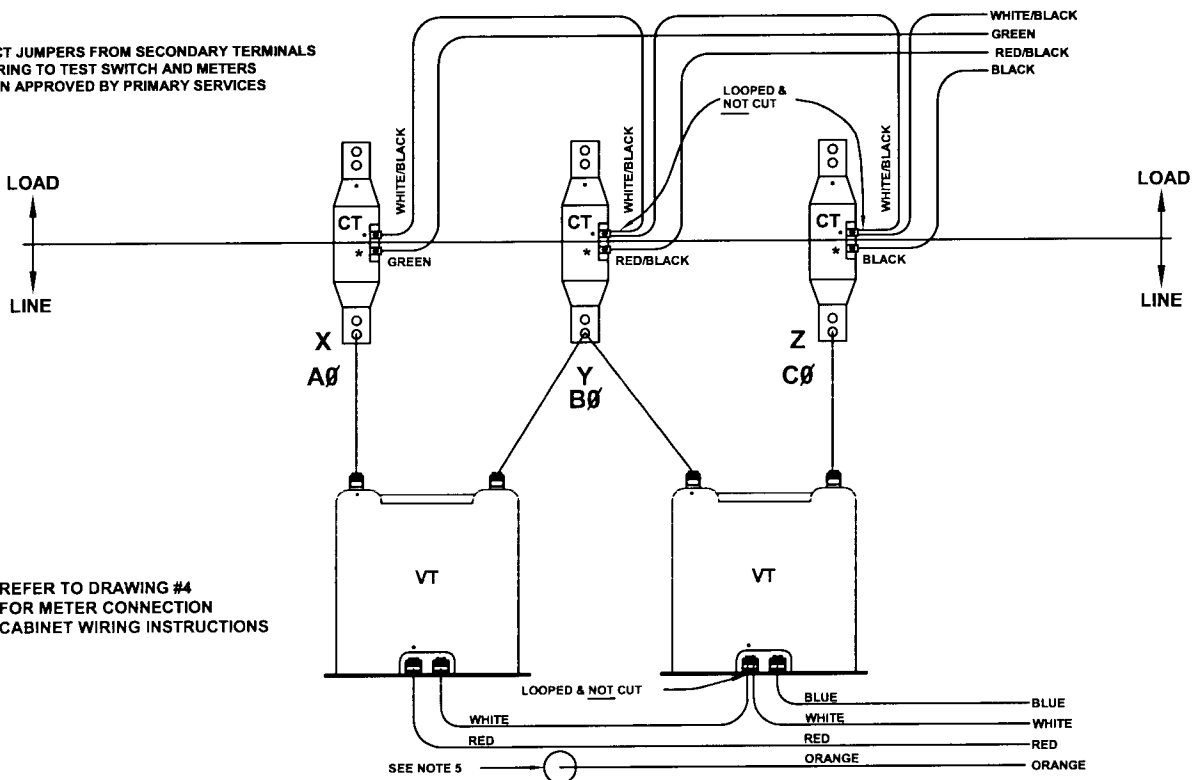 CT JUMPERS FROM SECONDARY TERMINALS
RING TO TEST SWITCH AND METERS
N APPROVED BY PRIMARY SERVICES
WHITE/BLACK
GREEN
RED/BLACK
BLACK
LOOPED &
NOT CUT
WHITE/BLACK
WHITE/BLACK
WHITE/BLACK
LOAD
LINE
LOAD
LINE
CT
*
GREEN
CT
*
RED/BLACK
CT
*
BLACK
X
AØ
Y
BØ
Z
CØ
VT
VT
REFER TO DRAWING #4
FOR METER CONNECTION
CABINET WIRING INSTRUCTIONS
LOOPED & NOT CUT
BLUE
BLUE
WHITE
WHITE
WHITE
RED
RED
RED
SEE NOTE 5
ORANGE
ORANGE